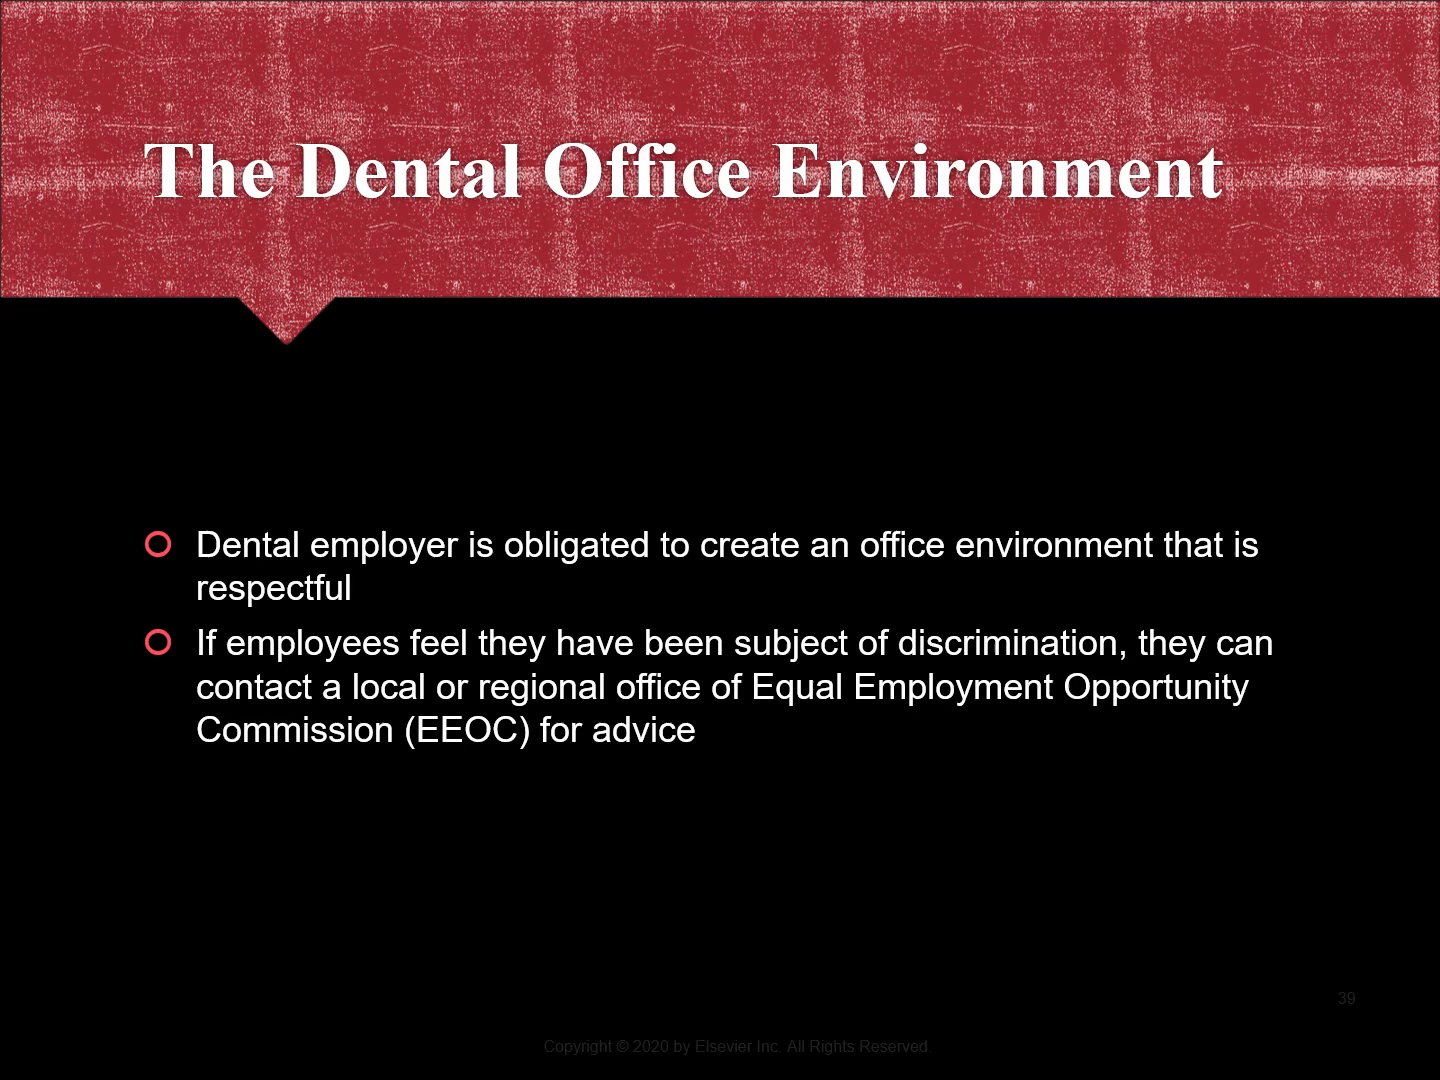 The Dental Office Environment
Dental employer is obligated to create an office environment that is
respectful
If employees feel they have been subject of discrimination, they can
contact a local or regional office of Equal Employment Opportunity
Commission (EEOC) for advice
39
Copyright © 2020 by Elsevier Inc. All Rights Reserved.